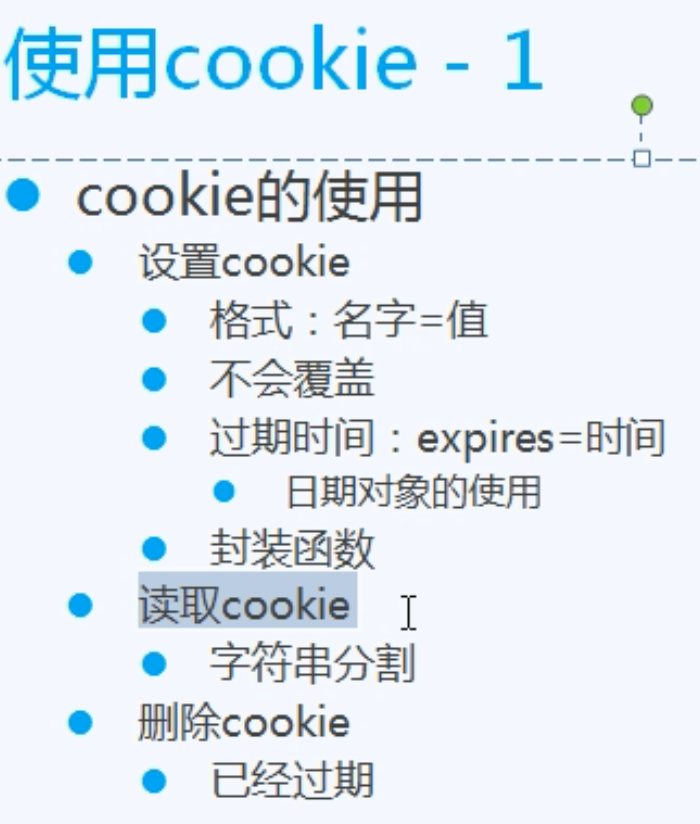 使用cookie - 1
cookie的使用
设置cookie
格式：名字=值
不会覆盖
过期时间：expires=时间
日期对象的使用
封装函数
读取cookie
字符串分割
删除cookie
已经过期